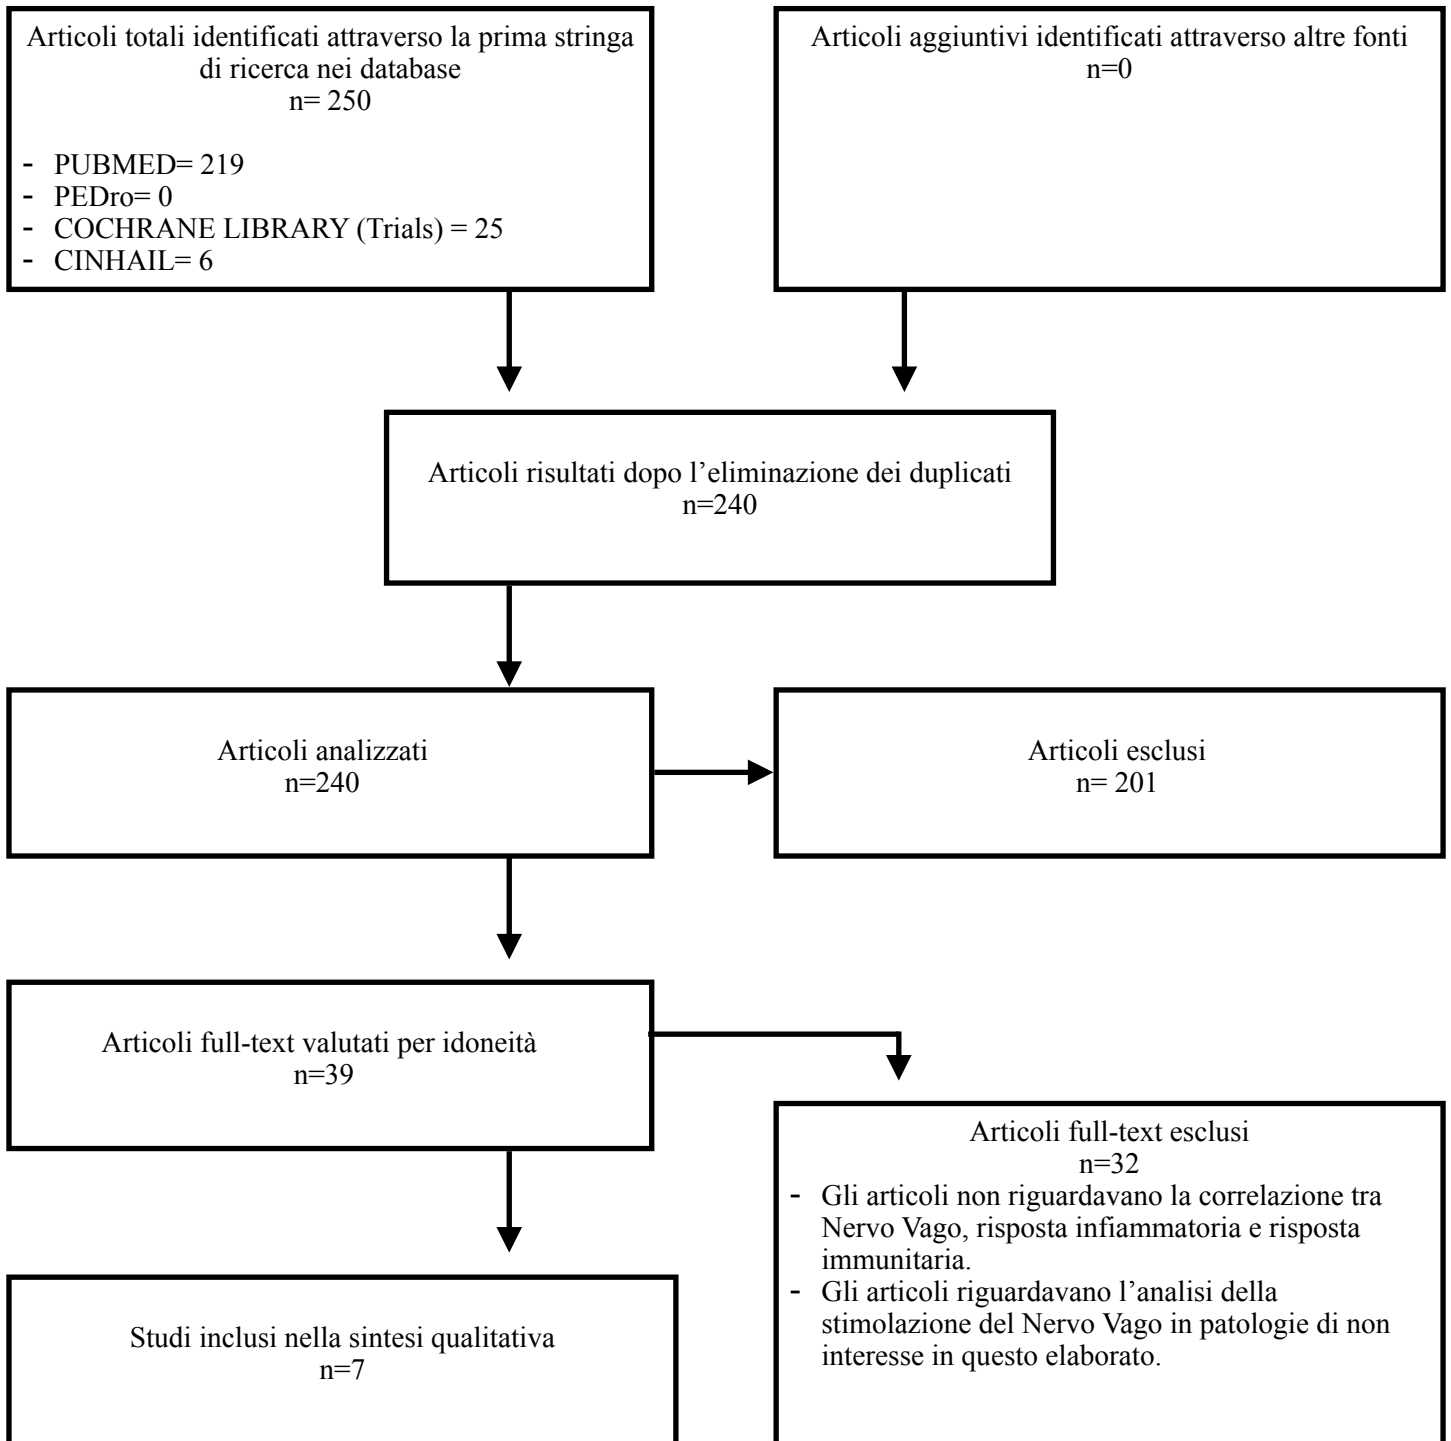 Articoli totali identificati attraverso la prima stringa
di ricerca nei database
n= 250
- PUBMED= 219
- PEDro= 0
- COCHRANE LIBRARY (Trials) = 25
- CINHAIL= 6
Articoli aggiuntivi identificati attraverso altre fonti
n=0
Articoli risultati dopo l’eliminazione dei duplicati
n=240
Articoli analizzati
n=240
Articoli esclusi
n= 201
Articoli full-text valutati per idoneità
n=39
Articoli full-text esclusi
n=32
- Gli articoli non riguardavano la correlazione tra
Nervo Vago, risposta infiammatoria e risposta
immunitaria.
- Gli articoli riguardavano l’analisi della
stimolazione del Nervo Vago in patologie di non
interesse in questo elaborato.
Studi inclusi nella sintesi qualitativa
n=7